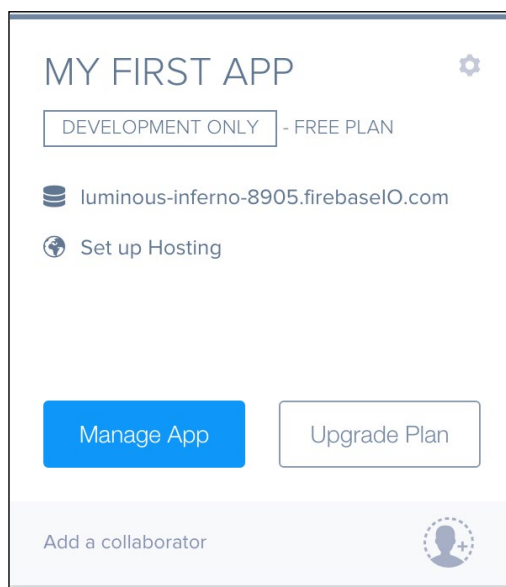 MY FIRST APP
DEVELOPMENT ONLY - FREE PLAN
luminous-inferno-8905.firebaseIO.com
Set up Hosting
Manage App Upgrade Plan
Add a collaborator